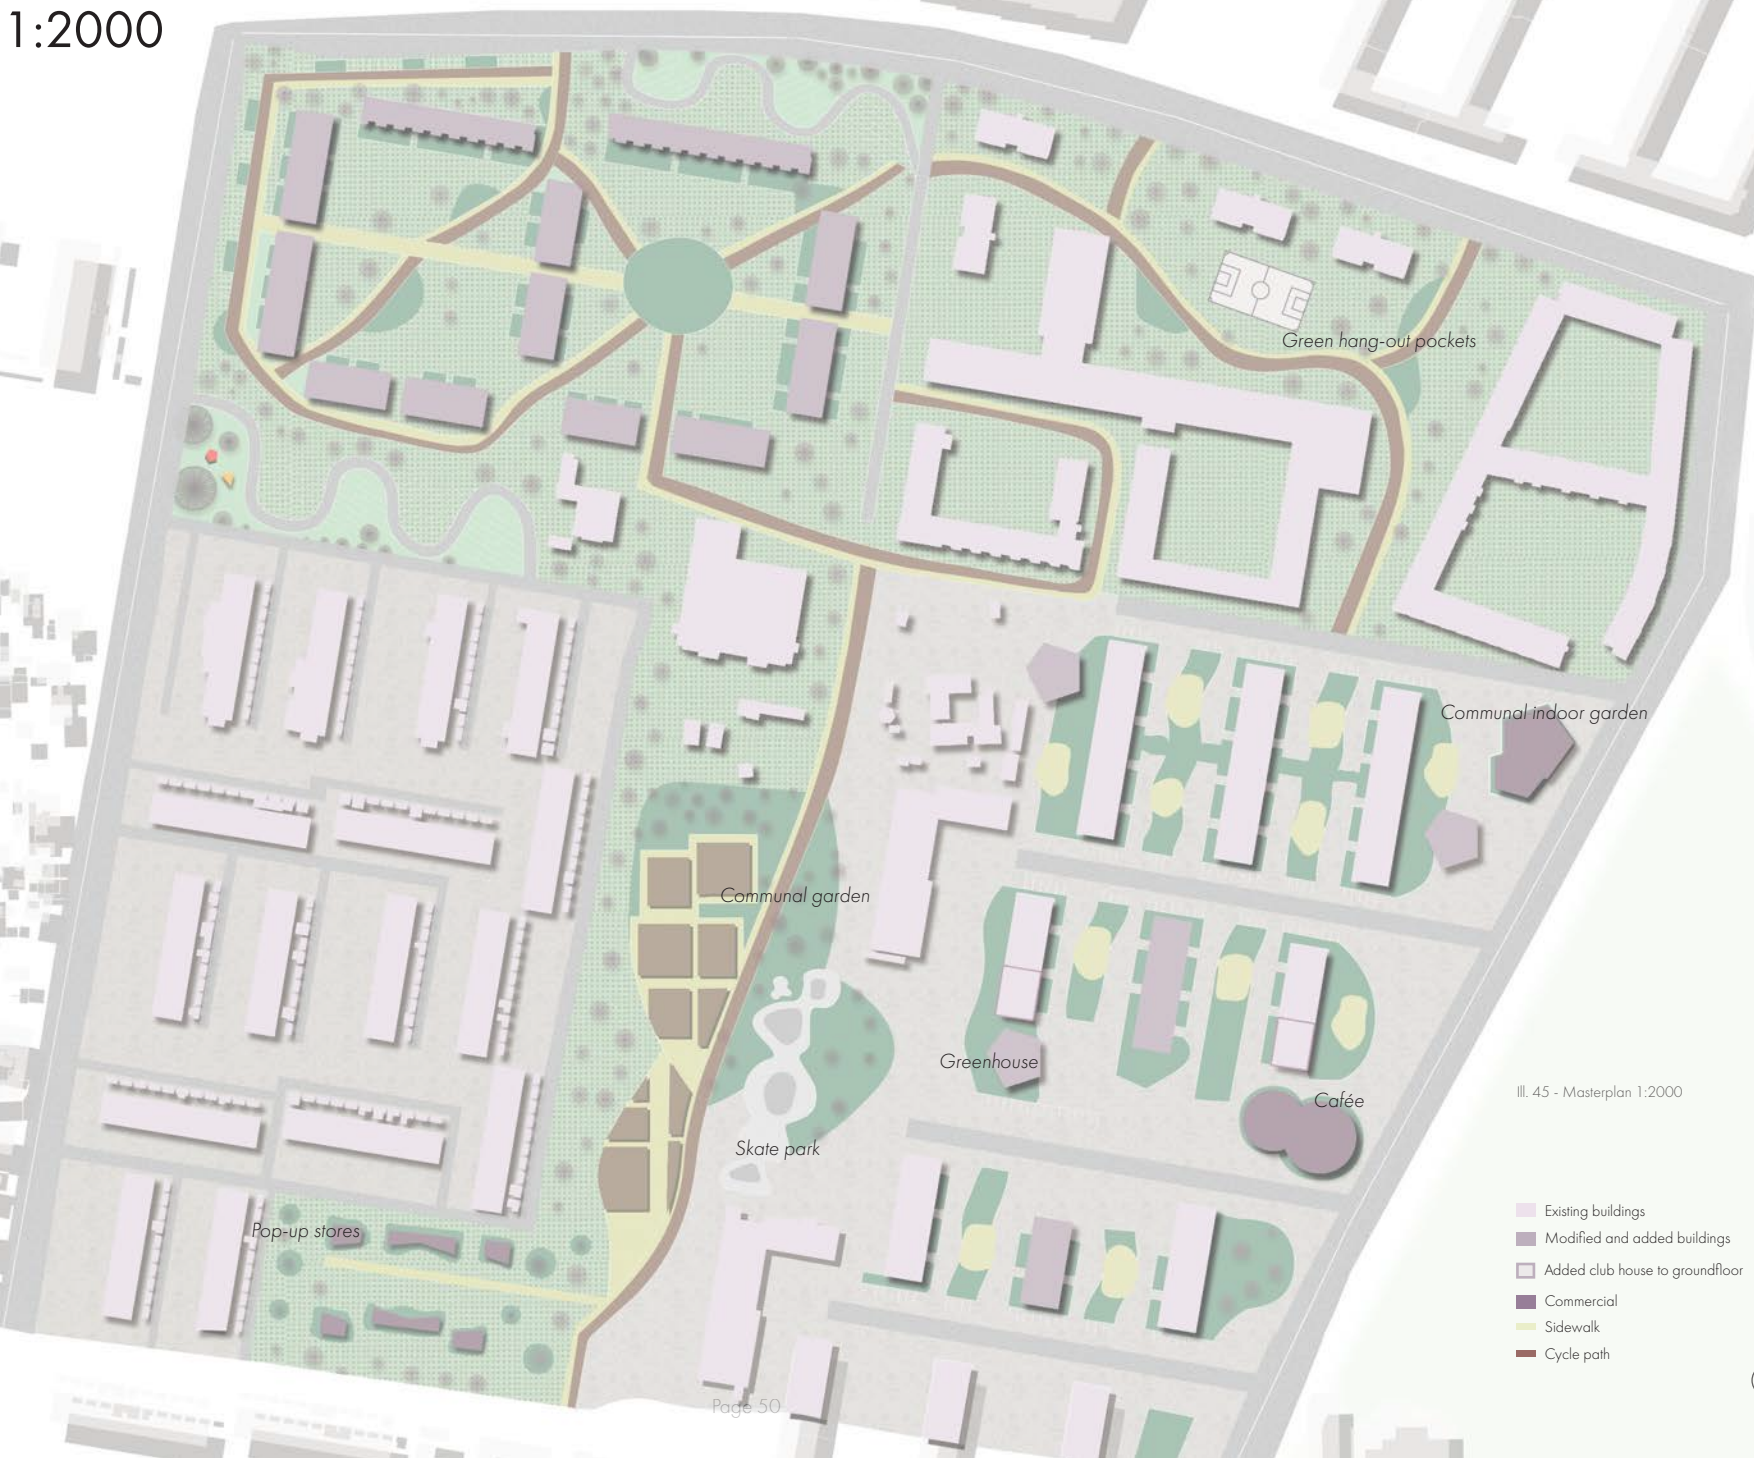 1:2000
Green hang-out pockets
Communal indoor garden
Communal garden
Greenhouse
Cafée
Skate park
Pop-up stores
Ill. 45 - Masterplan 1:2000
Existing buildings
Modified and added buildings
Added club house to groundfloor
Commercial
Sidewalk
Cycle path
Page 50